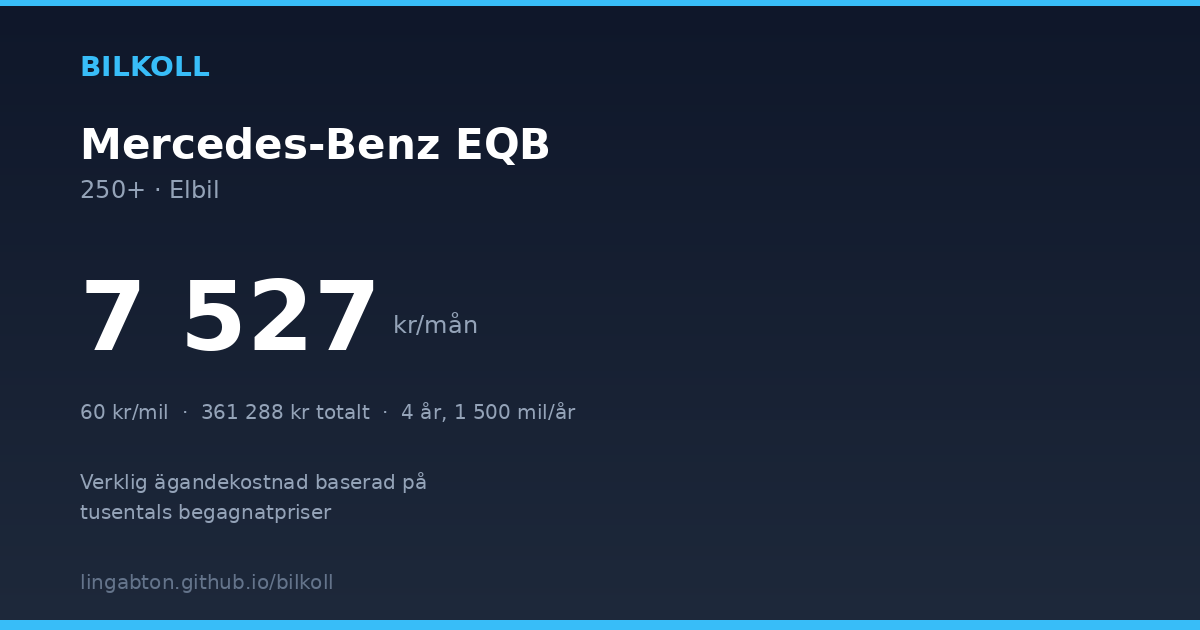 BILKOLL
Mercedes-Benz EQB
250+ · Elbil
7 527 kr/mån
60 kr/mil · 361 288 kr totalt · 4 år, 1 500 mil/år
Verklig ägandekostnad baserad på
tusentals begagnatpriser
lingabton.github.io/bilkoll